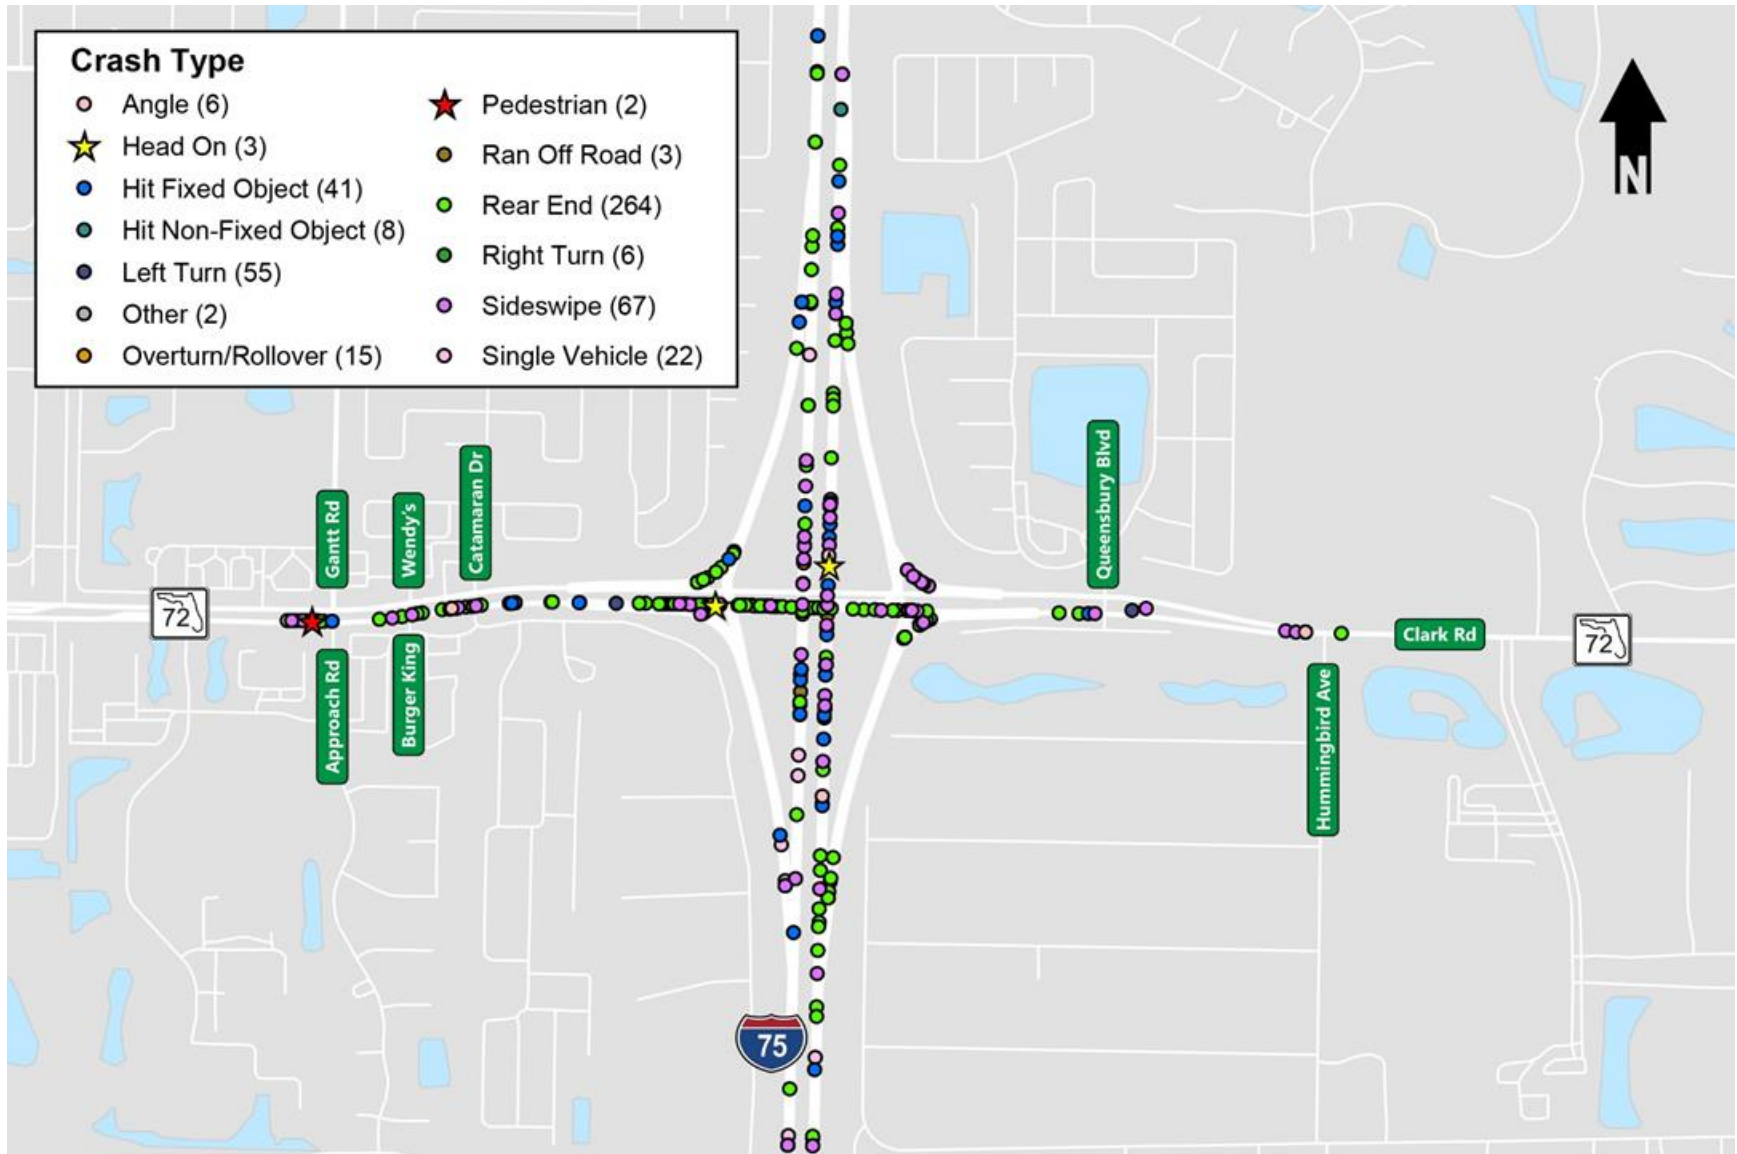 Crash Type
Angle (6)
Head On (3)
Hit Fixed Object (41)
Hit Non-Fixed Object (8)
Left Turn (55)
Other (2)
Overturn/Rollover (15)
Pedestrian (2)
Ran Off Road (3)
Rear End (264)
Right Turn (6)
Sideswipe (67)
Single Vehicle (22)
N
Gantt Rd
Wendy's
Catamaran Dr
Queensbury Blvd
72
Approach Rd
Burger King
Clark Rd
72
Hummingbird Ave
75